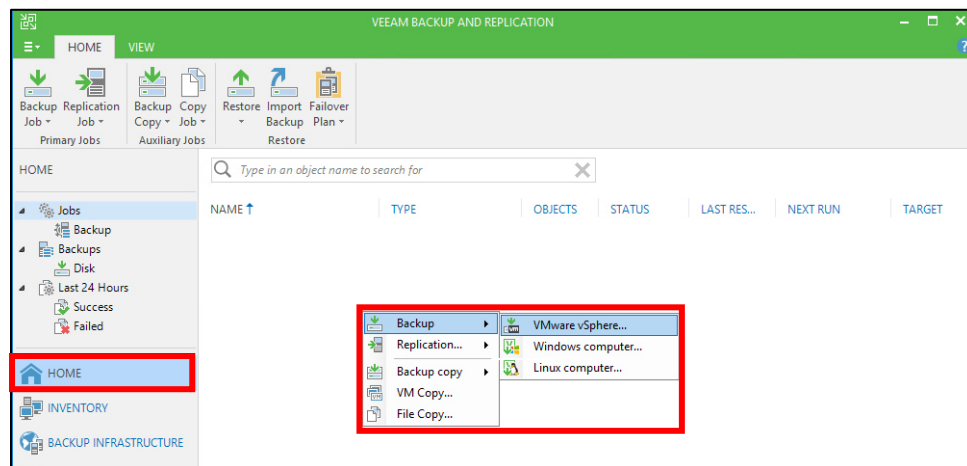 VEEAM BACKUP AND REPLICATION
HOME VIEW
Backup Replication Backup Copy Restore Import Failover
Job Job Copy Job Backup Plan
Primary Jobs Auxiliary Jobs Restore
HOME
Type in an object name to search for
Jobs
NAME TYPE OBJECTS STATUS LAST RES... NEXT RUN TARGET
Backup
Backups
Disk
Last 24 Hours
Success
Failed
Backup
VMware vSphere...
Replication...
Windows computer...
Backup copy
Linux computer...
VM Copy...
File Copy...
HOME
INVENTORY
BACKUP INFRASTRUCTURE